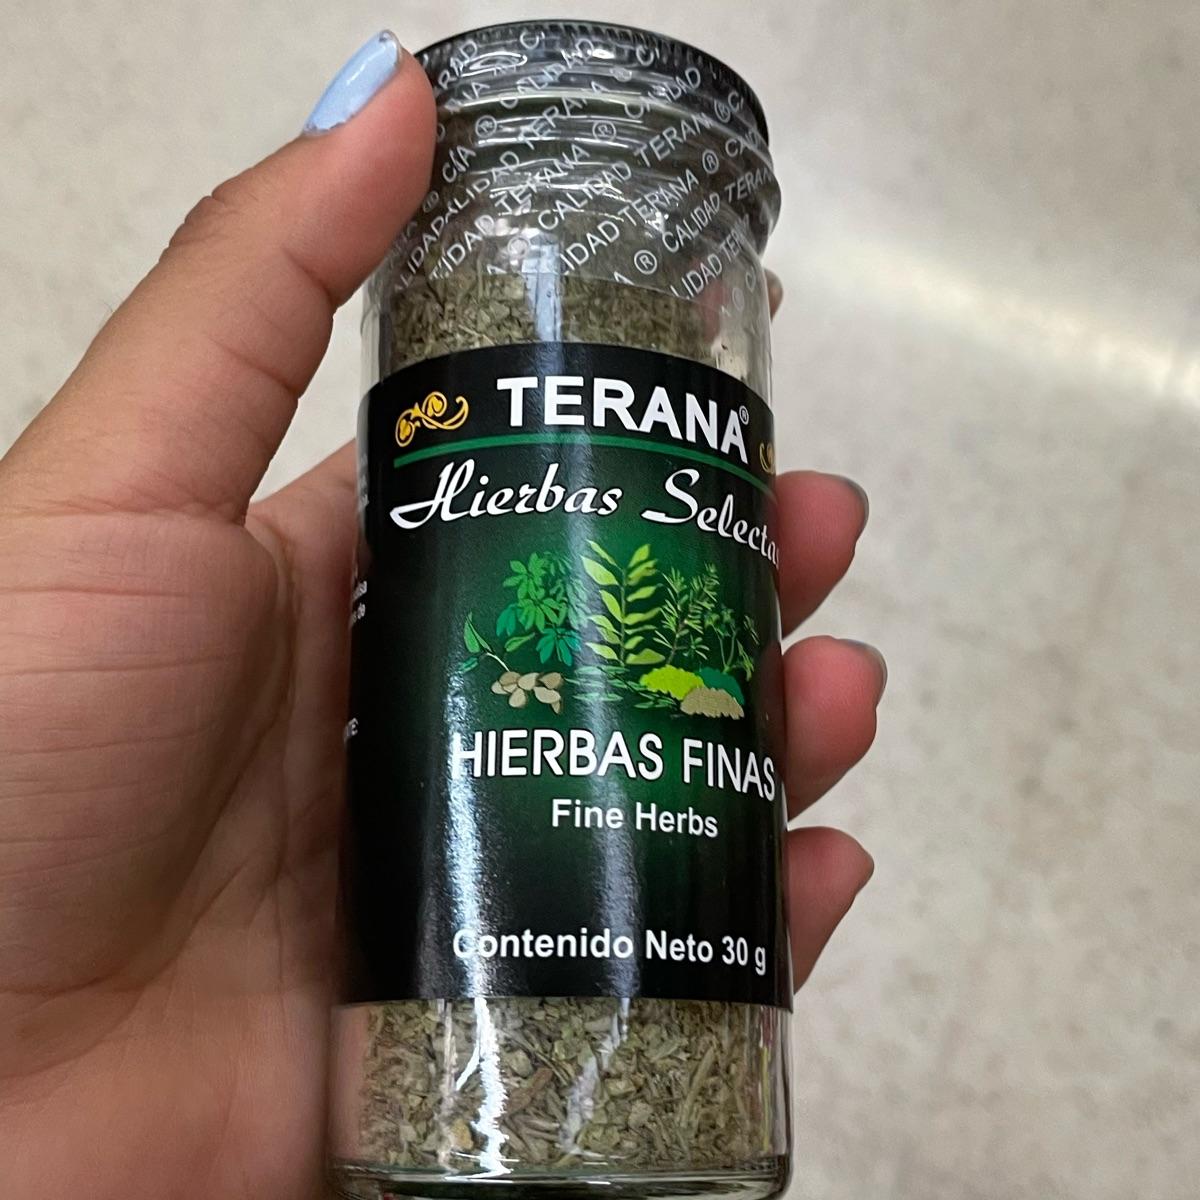 CALIDAD TERANA ®
TERANA®
Hierbas Selectas
HIERBAS FINAS
Fine Herbs
Contenido Neto 30 g